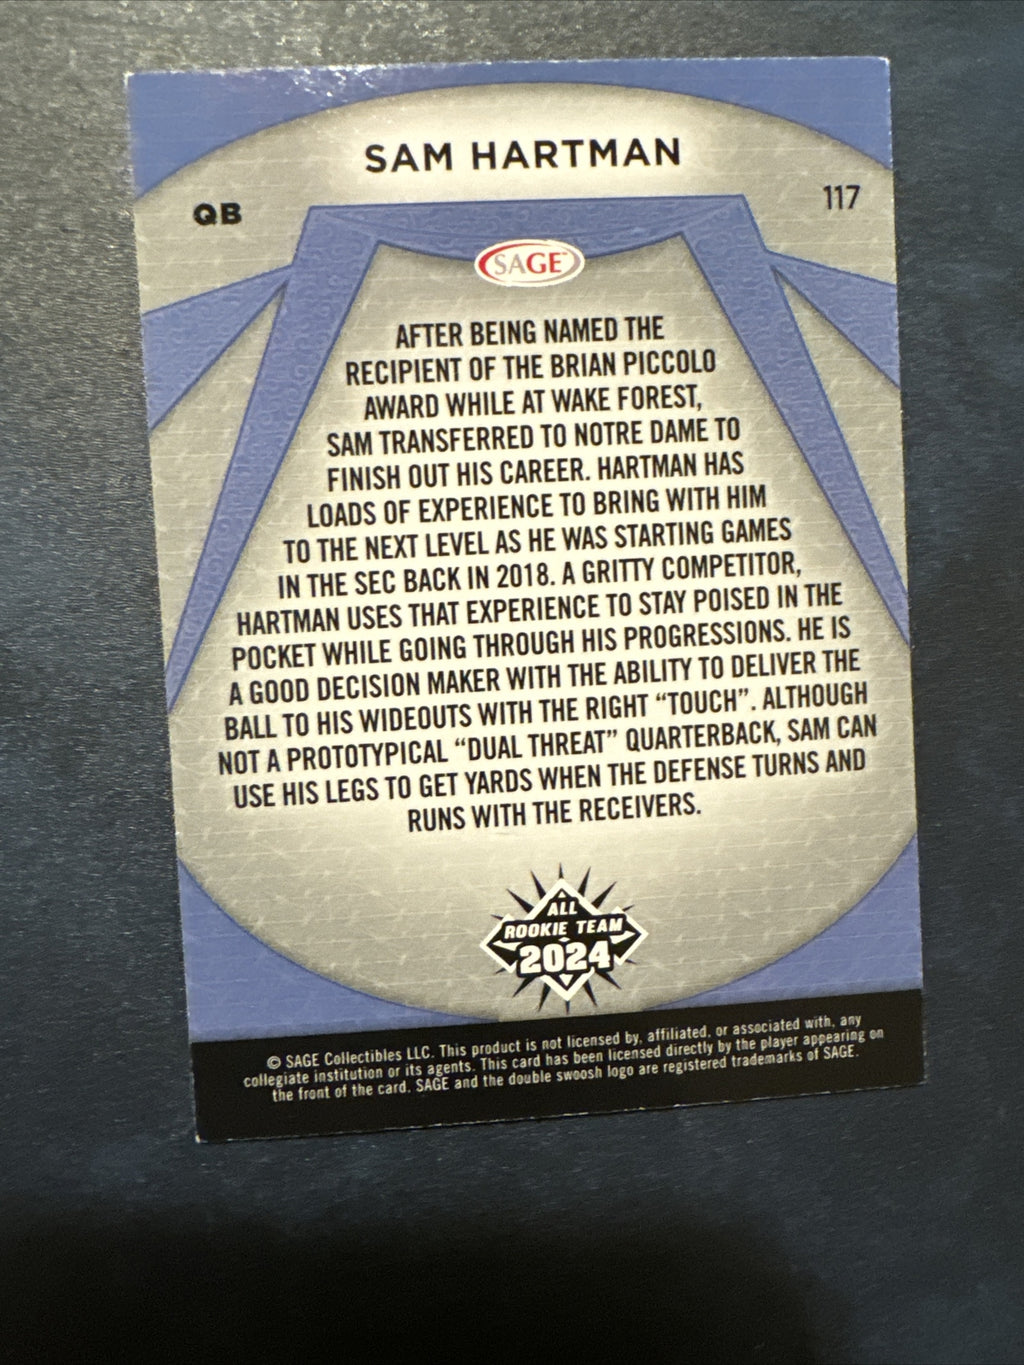 SAM HARTMAN
QB
117
SAGE
AFTER BEING NAMED THE
RECIPIENT OF THE BRIAN PICCOLO
AWARD WHILE AT WAKE FOREST,
SAM TRANSFERRED TO NOTRE DAME TO
FINISH OUT HIS CAREER. HARTMAN HAS
LOADS OF EXPERIENCE TO BRING WITH HIM
TO THE NEXT LEVEL AS HE WAS STARTING GAMES
IN THE SEC BACK IN 2018. A GRITTY COMPETITOR,
HARTMAN USES THAT EXPERIENCE TO STAY POISED IN THE
POCKET WHILE GOING THROUGH HIS PROGRESSIONS. HE IS
A GOOD DECISION MAKER WITH THE ABILITY TO DELIVER THE
BALL TO HIS WIDEOUTS WITH THE RIGHT “TOUCH”. ALTHOUGH
NOT A PROTOTYPICAL “DUAL THREAT” QUARTERBACK, SAM CAN
USE HIS LEGS TO GET YARDS WHEN THE DEFENSE TURNS AND
RUNS WITH THE RECEIVERS.
ALL
ROOKIE TEAM
2024
© SAGE Collectibles LLC. This product is not licensed by, affiliated, or associated with, any
collegiate institution or its agents. This card has been licensed directly by the player appearing on
the front of the card. SAGE and the double swoosh logo are registered trademarks of SAGE.